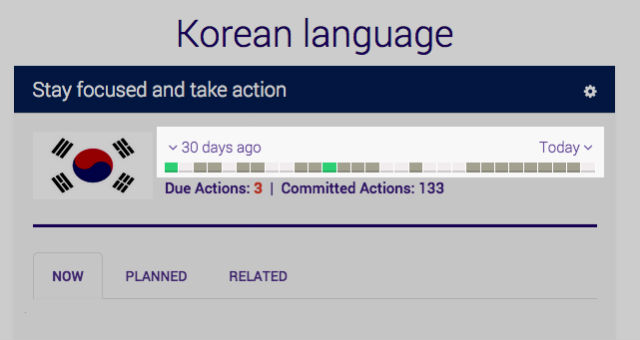 Korean language
Stay focused and take action
30 days ago Today
Due Actions: 3 | Committed Actions: 133
NOW PLANNED RELATED